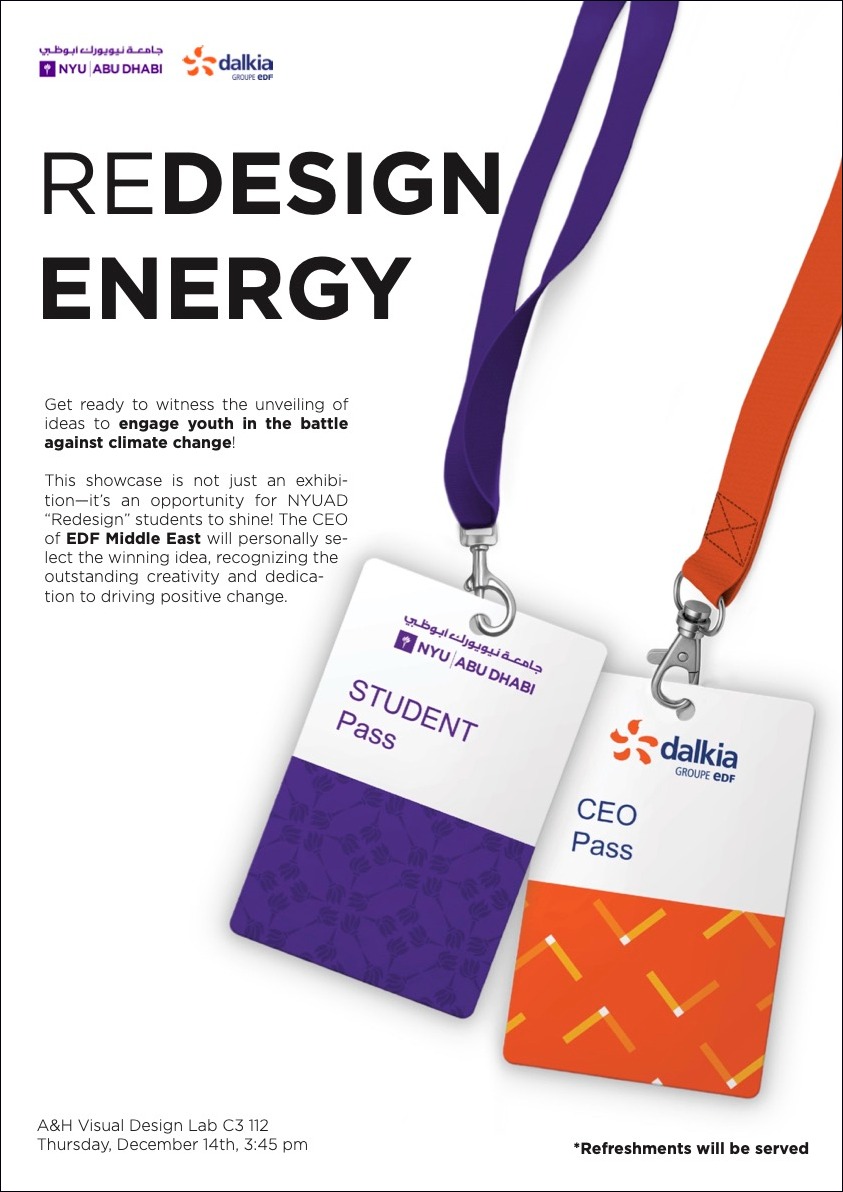 جامعـة نيويورك أبوظبي
NYU | ABU DHABI
dalkia
GROUPE eDF
REDESIGN
ENERGY
Get ready to witness the unveiling of
ideas to engage youth in the battle
against climate change!
This showcase is not just an exhibi-
tion—it's an opportunity for NYUAD
“Redesign” students to shine! The CEO
of EDF Middle East will personally se-
lect the winning idea, recognizing the
outstanding creativity and dedica-
tion to driving positive change.
جامعـة نيويورك أبوظبي
NYU | ABU DHABI
STUDENT
Pass
dalkia
GROUPE eDF
CEO
Pass
A&H Visual Design Lab C3 112
Thursday, December 14th, 3:45 pm
*Refreshments will be served